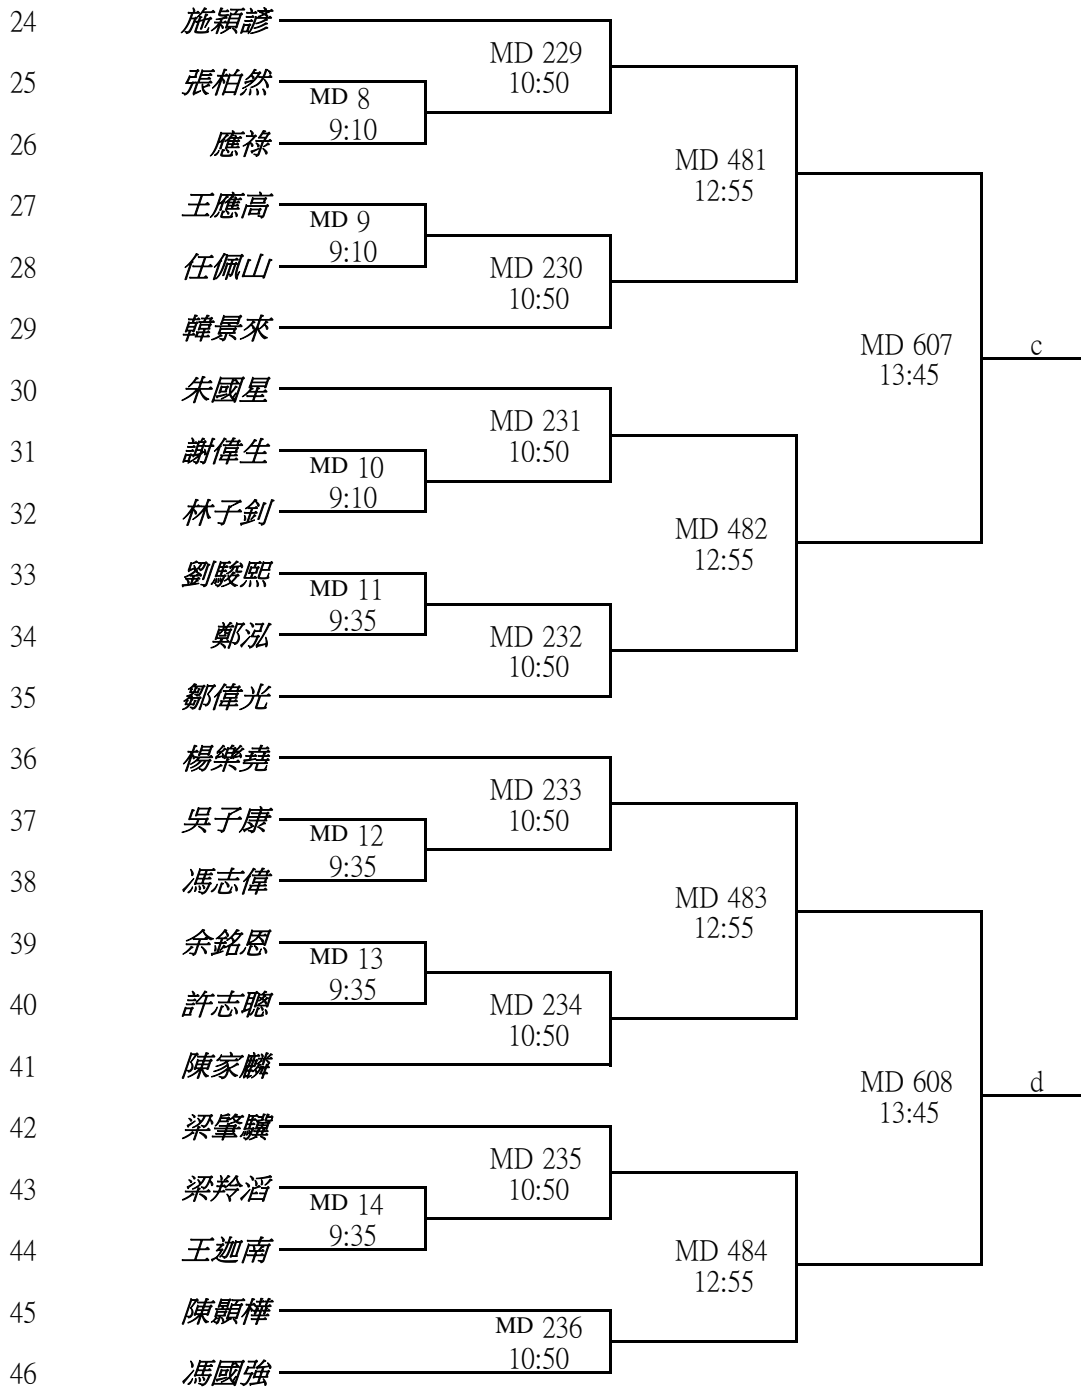 24 施穎諺
MD 229
25 張柏然
10:50
MD 8
9:10
26 應祿
MD 481
12:55
27 王應高
MD 9
9:10
28 任佩山
MD 230
10:50
29 韓景來
MD 607
c
13:45
30 朱國星
MD 231
31 謝偉生
10:50
MD 10
9:10
32 林子釗
MD 482
12:55
33 劉駿熙
MD 11
9:35
34 鄭泓
MD 232
10:50
35 鄒偉光
36 楊樂堯
MD 233
37 吳子康
10:50
MD 12
9:35
38 馮志偉
MD 483
12:55
39 余銘恩
MD 13
9:35
40 許志聰
MD 234
10:50
41 陳家麟
MD 608
d
13:45
42 梁肇驥
MD 235
43 梁羚滔
10:50
MD 14
9:35
44 王迦南
MD 484
12:55
45 陳顥樺
MD 236
10:50
46 馮國強